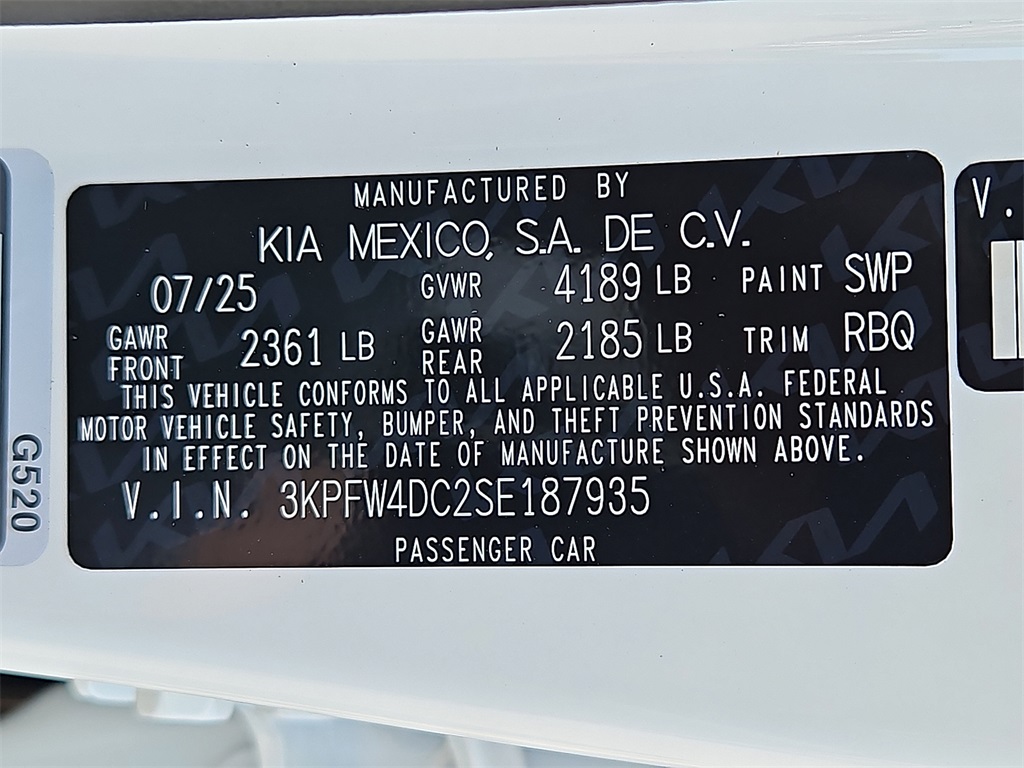 MANUFACTURED BY
KIA MEXICO, S.A. DE C.V.
07/25 GVWR 4189 LB PAINT SWP
GAWR FRONT 2361 LB GAWR REAR 2185 LB TRIM RBQ
THIS VEHICLE CONFORMS TO ALL APPLICABLE U.S.A. FEDERAL
MOTOR VEHICLE SAFETY, BUMPER, AND THEFT PREVENTION STANDARDS
IN EFFECT ON THE DATE OF MANUFACTURE SHOWN ABOVE.
V.I.N. 3KPFW4DC2SE187935
PASSENGER CAR
G520
V.